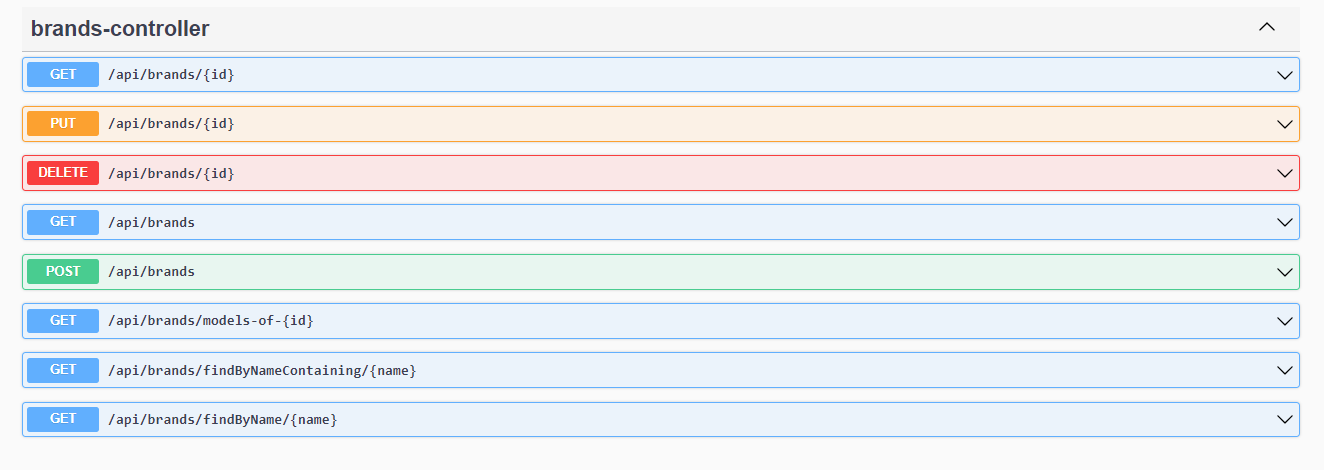 brands-controller
GET /api/brands/{id}
PUT /api/brands/{id}
DELETE /api/brands/{id}
GET /api/brands
POST /api/brands
GET /api/brands/models-of-{id}
GET /api/brands/findByNameContaining/{name}
GET /api/brands/findByName/{name}